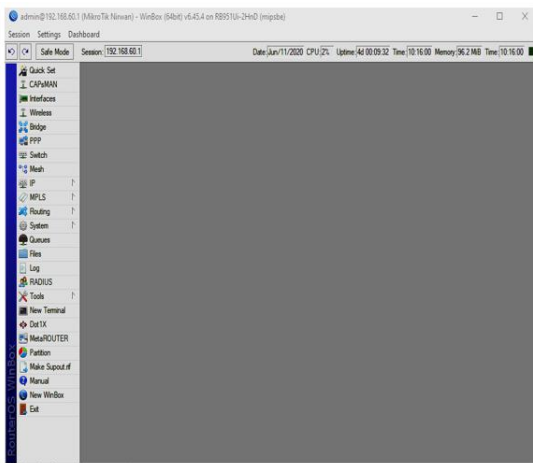 admin@192.168.60.1 (MikroTik Nirwan) - WinBox (64bit) v6.45.4 on RB951Ui-2HnD (mipsbe)
Session Settings Dashboard
Safe Mode Session: 192.168.60.1 Date: Jun/11/2020 CPU: 2% Uptime: 4d 00:09:32 Time: 10:16:00 Memory: 96.2 MiB Time: 10:16:00
Quick Set
CAPsMAN
Interfaces
Wireless
Bridge
PPP
Switch
Mesh
IP
MPLS
Routing
System
Queues
Files
Log
RADIUS
Tools
New Terminal
Dot1X
MetaROUTER
Partition
Make Supout.rif
Manual
New WinBox
Exit
RouterOS WinBox